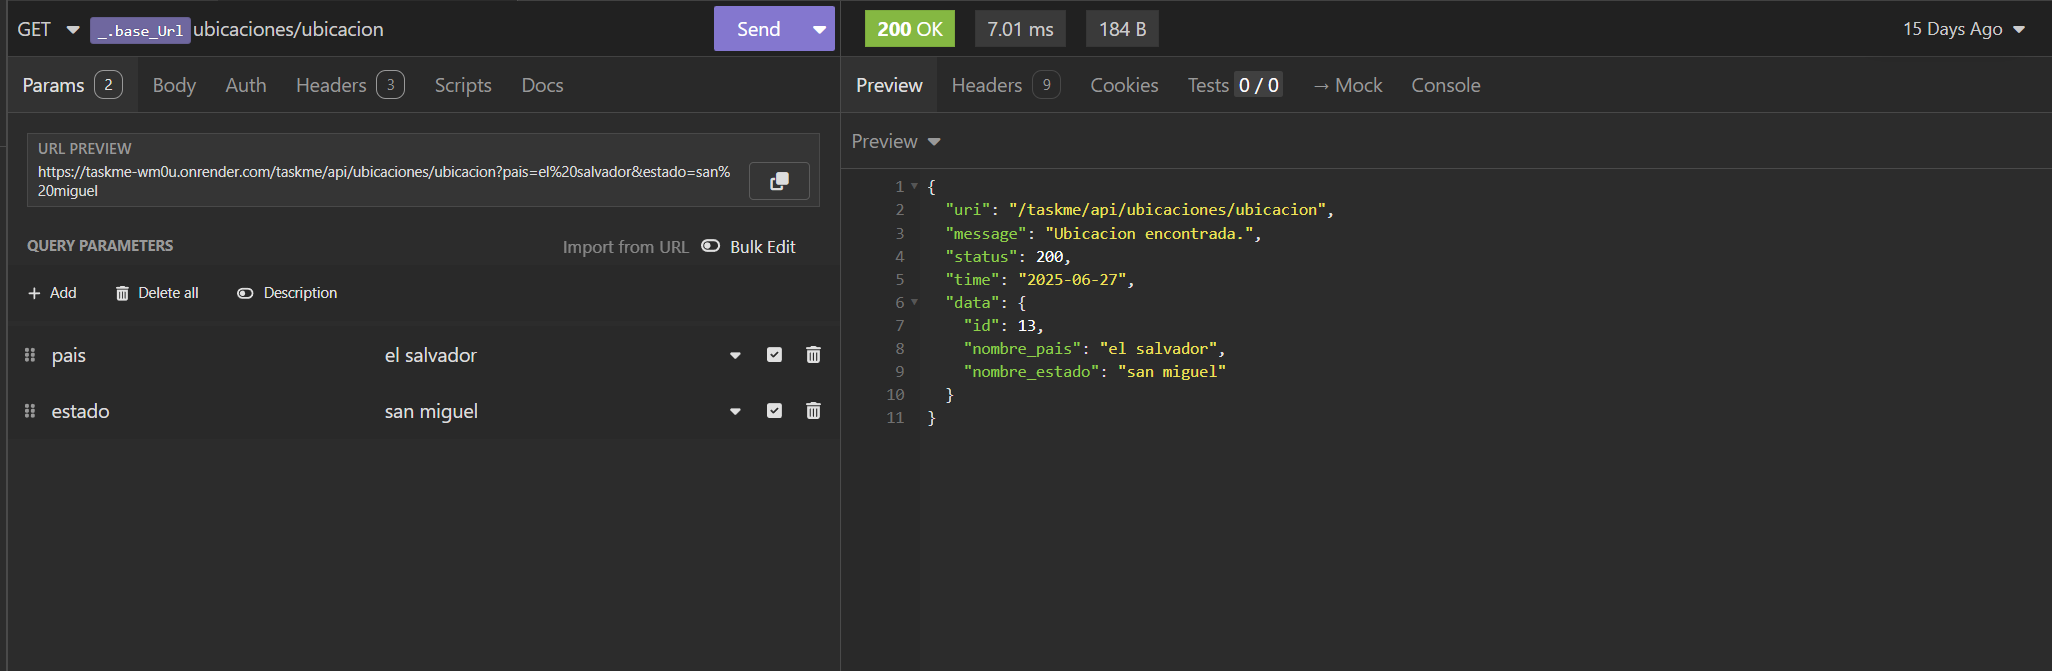 GET _.base_Url ubicaciones/ubicacion Send
Params 2 Body Auth Headers 3 Scripts Docs
URL PREVIEW
https://taskme-wm0u.onrender.com/taskme/api/ubicaciones/ubicacion?pais=el%20salvador&estado=san%
20miguel
QUERY PARAMETERS Import from URL Bulk Edit
+ Add Delete all Description
pais el salvador
estado san miguel
200 OK 7.01 ms 184 B 15 Days Ago
Preview Headers 9 Cookies Tests 0 / 0 → Mock Console
Preview
1 {
2 "uri": "/taskme/api/ubicaciones/ubicacion",
3 "message": "Ubicacion encontrada.",
4 "status": 200,
5 "time": "2025-06-27",
6 "data": {
7 "id": 13,
8 "nombre_pais": "el salvador",
9 "nombre_estado": "san miguel"
10 }
11 }